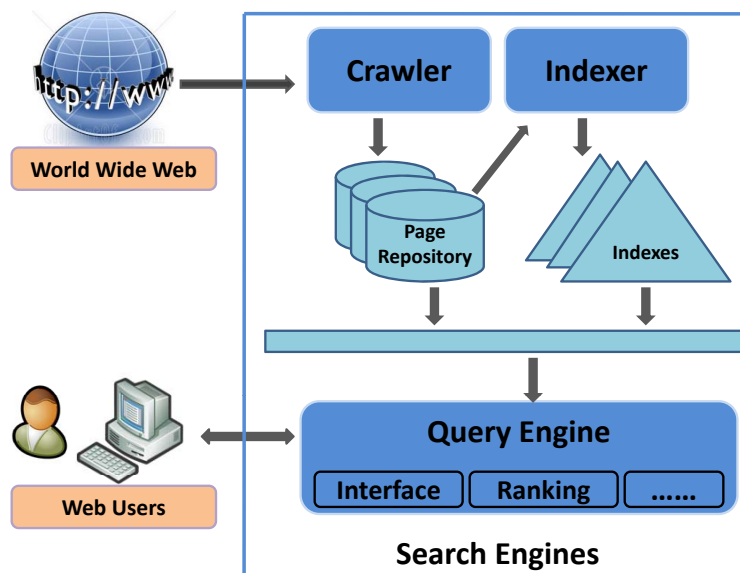 http://www
World Wide Web
Crawler
Indexer
Page
Repository
Indexes
Query Engine
Interface
Ranking
......
Web Users
Search Engines